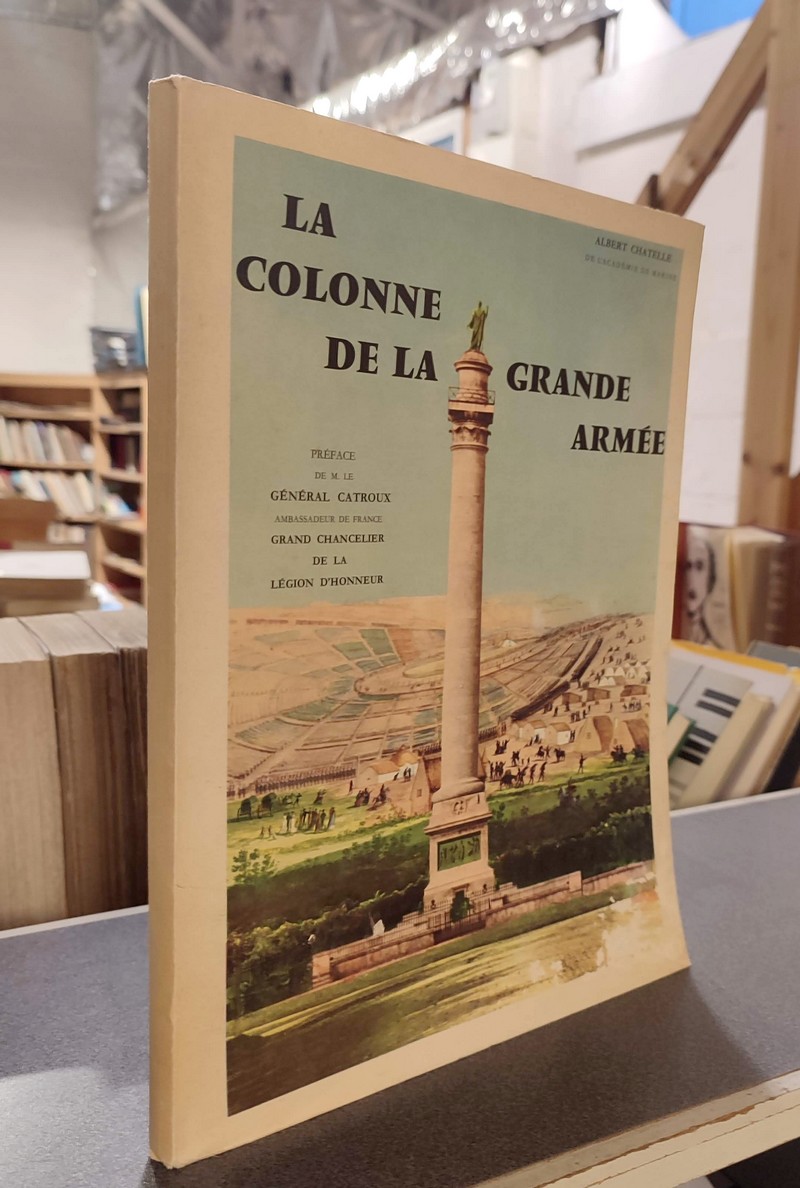 ALBERT CHATELLE
DE L'ACADÉMIE DE MARINE
LA
COLONNE
DE LA GRANDE
ARMÉE
PRÉFACE
DE M. LE
GÉNÉRAL CATROUX
AMBASSADEUR DE FRANCE
GRAND CHANCELIER
DE LA
LÉGION D'HONNEUR